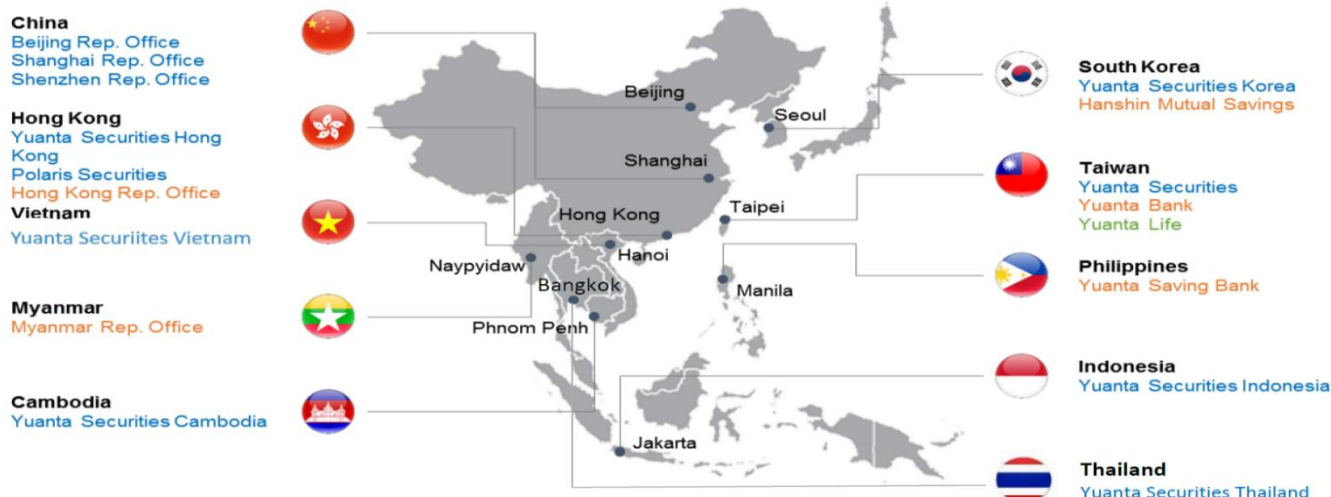 China
Beijing Rep. Office
Shanghai Rep. Office
Shenzhen Rep. Office
Hong Kong
Yuanta Securities Hong
Kong
Polaris Securities
Hong Kong Rep. Office
Vietnam
Yuanta Securiites Vietnam
Myanmar
Myanmar Rep. Office
Cambodia
Yuanta Securities Cambodia
Beijing
Seoul
Shanghai
Hong Kong
Taipei
Hanoi
Naypyidaw
Bangkok
Manila
Phnom Penh
Jakarta
South Korea
Yuanta Securities Korea
Hanshin Mutual Savings
Taiwan
Yuanta Securities
Yuanta Bank
Yuanta Life
Philippines
Yuanta Saving Bank
Indonesia
Yuanta Securities Indonesia
Thailand
Yuanta Securities Thailand